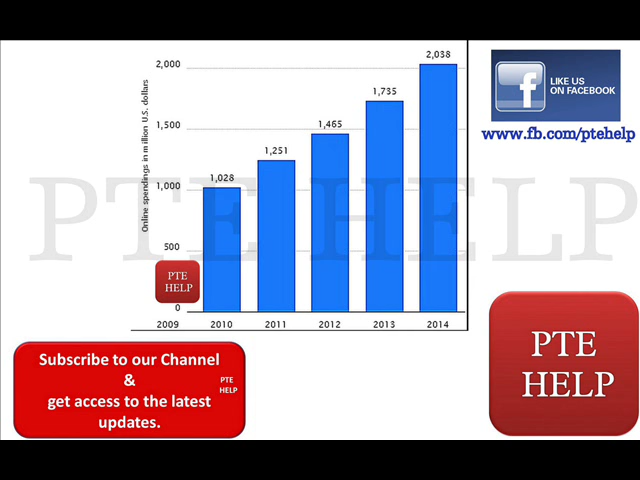 2,000
1,500
1,000
500
0
Online spendings in million U.S. dollars
1,028
1,251
1,465
1,735
2,038
2009 2010 2011 2012 2013 2014
PTE HELP
PTE
HELP
LIKE US
ON FACEBOOK
www.fb.com/ptehelp
Subscribe to our Channel
&
get access to the latest
updates.
PTE
HELP
PTE
HELP